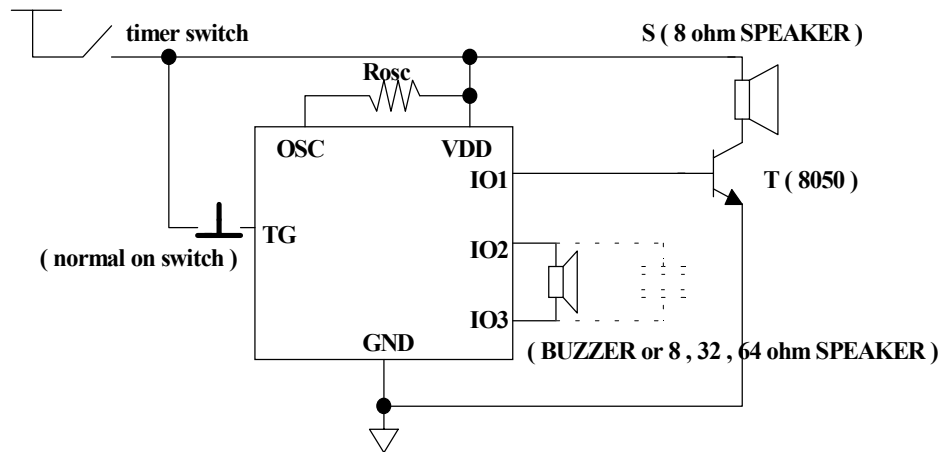 timer switch
S ( 8 ohm SPEAKER )
Rosc
OSC
VDD
IO1
T ( 8050 )
TG
( normal on switch )
IO2
IO3
( BUZZER or 8 , 32 , 64 ohm SPEAKER )
GND